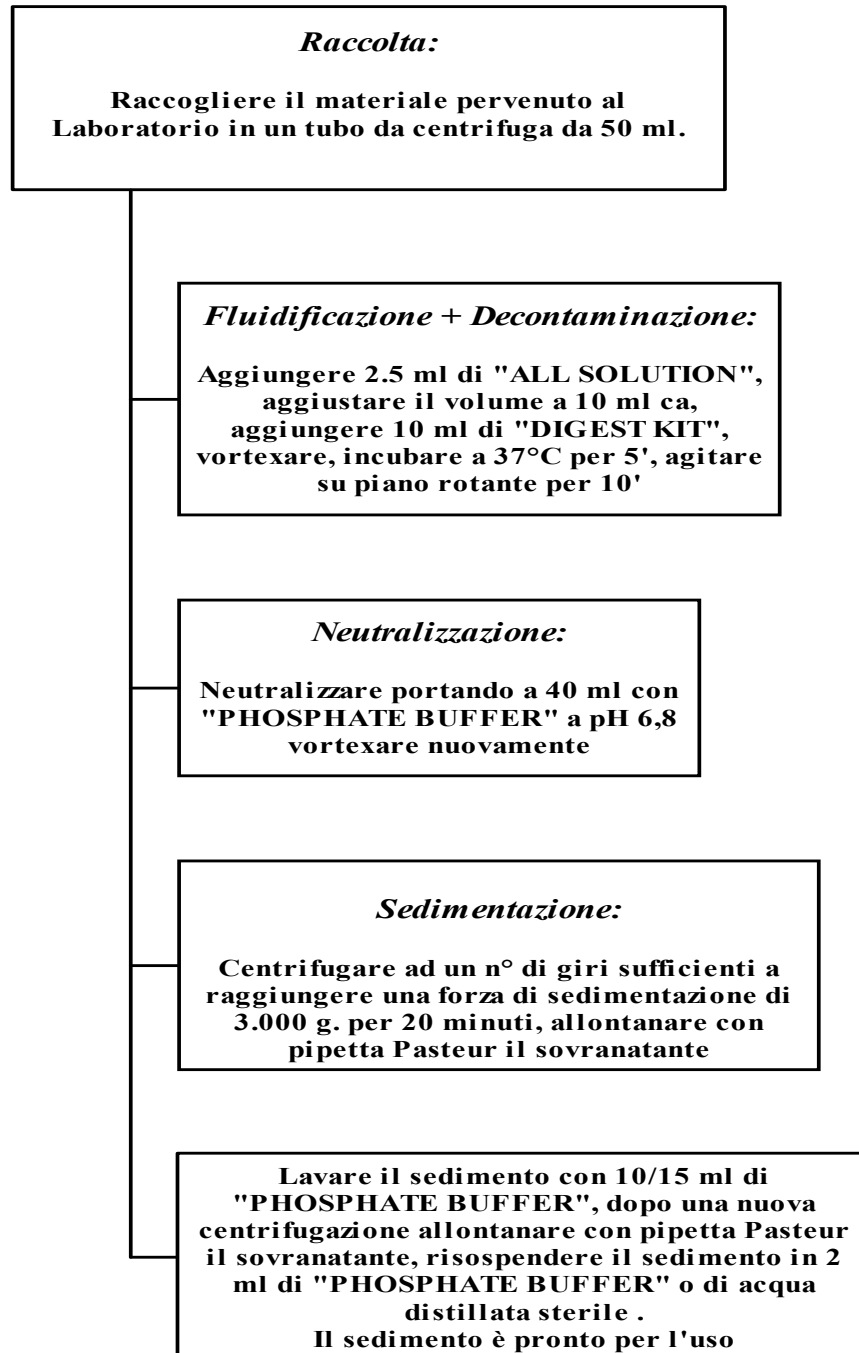 Raccolta:
Raccogliere il materiale pervenuto al
Laboratorio in un tubo da centrifuga da 50 ml.
Fluidificazione + Decontaminazione:
Aggiungere 2.5 ml di "ALL SOLUTION",
aggiustare il volume a 10 ml ca,
aggiungere 10 ml di "DIGEST KIT",
vortexare, incubare a 37°C per 5', agitare
su piano rotante per 10'
Neutralizzazione:
Neutralizzare portando a 40 ml con
"PHOSPHATE BUFFER" a pH 6,8
vortexare nuovamente
Sedimentazione:
Centrifugare ad un n° di giri sufficienti a
raggiungere una forza di sedimentazione di
3.000 g. per 20 minuti, allontanare con
pipetta Pasteur il sovranatante
Lavare il sedimento con 10/15 ml di
"PHOSPHATE BUFFER", dopo una nuova
centrifugazione allontanare con pipetta Pasteur
il sovranatante, risospendere il sedimento in 2
ml di "PHOSPHATE BUFFER" o di acqua
distillata sterile .
Il sedimento è pronto per l'uso